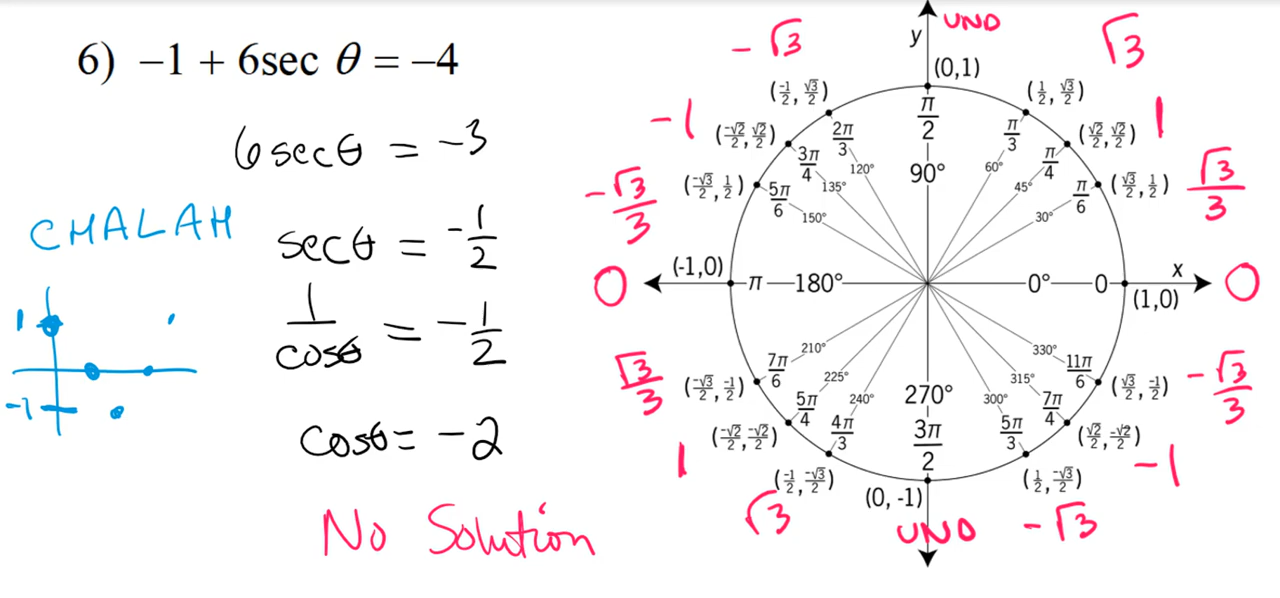 6) −1 + 6sec θ = −4
6secθ = -3
secθ = -1/2
1/cosθ = -1/2
cosθ = -2
No Solution
CHALAH
1
-1
y
UND
(0,1)
π/2
90°
√3
(1/2, √3/2)
π/3
60°
1
(√2/2, √2/2)
π/4
45°
√3/3
(√3/2, 1/2)
π/6
30°
0
x
(1,0)
0
0°
-√3/3
(√3/2, -1/2)
11π/6
330°
-1
(√2/2, -√2/2)
7π/4
315°
-√3
(1/2, -√3/2)
5π/3
300°
UND
(0, -1)
3π/2
270°
√3
(-1/2, -√3/2)
4π/3
240°
1
(-√2/2, -√2/2)
5π/4
225°
√3/3
(-√3/2, -1/2)
7π/6
210°
0
(-1,0)
π
180°
-√3/3
(-√3/2, 1/2)
5π/6
150°
-1
(-√2/2, √2/2)
3π/4
135°
-√3
(-1/2, √3/2)
2π/3
120°